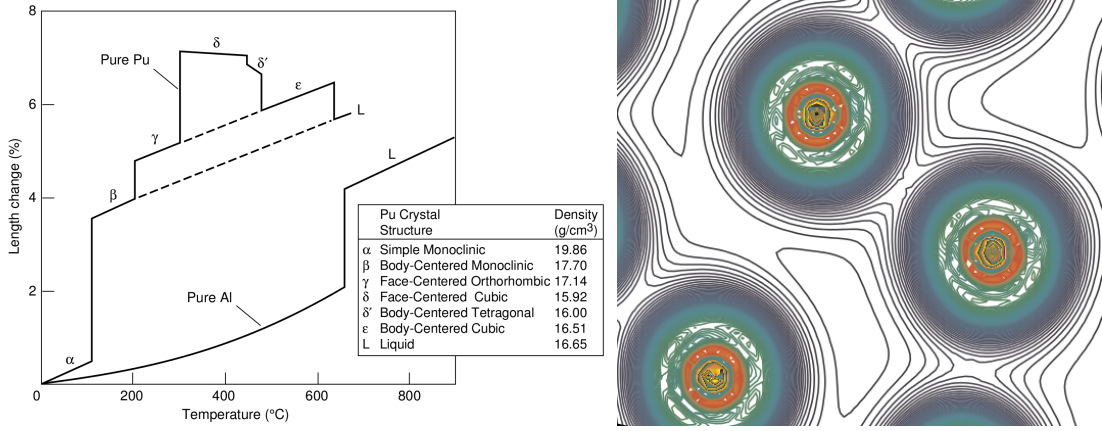 8
6
4
2
0
200
400
600
800
Length change (%)
Temperature (°C)
Pure Pu
Pure Al
α
β
γ
δ
δ′
ε
L
L
Pu Crystal Structure
Density (g/cm3)
α Simple Monoclinic 19.86
β Body-Centered Monoclinic 17.70
γ Face-Centered Orthorhombic 17.14
δ Face-Centered Cubic 15.92
δ′ Body-Centered Tetragonal 16.00
ε Body-Centered Cubic 16.51
L Liquid 16.65